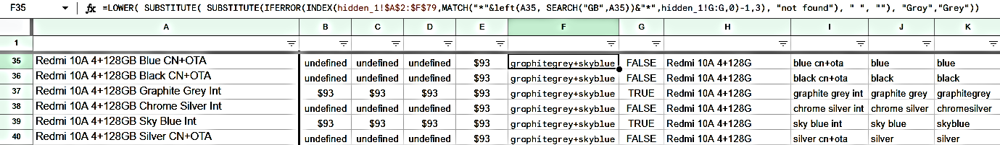 F35 fx =LOWER( SUBSTITUTE( SUBSTITUTE(IFERROR(INDEX(hidden_1!$A$2:$F$79,MATCH("*"&left(A35, SEARCH("GB",A35))&"*",hidden_1!G:G,0)-1,3), "not found"), " ", ""), "Gray","Grey"))
A B C D E F G H I J K
1
35 Redmi 10A 4+128GB Blue CN+OTA undefined undefined undefined $93 graphitegrey+skyblue FALSE Redmi 10A 4+128G blue cn+ota blue blue
36 Redmi 10A 4+128GB Black CN+OTA undefined undefined undefined $93 graphitegrey+skyblue FALSE Redmi 10A 4+128G black cn+ota black black
37 Redmi 10A 4+128GB Graphite Grey Int $93 $93 $93 $93 graphitegrey+skyblue TRUE Redmi 10A 4+128G graphite grey int graphite grey graphitegrey
38 Redmi 10A 4+128GB Chrome Silver Int undefined undefined undefined $93 graphitegrey+skyblue FALSE Redmi 10A 4+128G chrome silver int chrome silver chromesilver
39 Redmi 10A 4+128GB Sky Blue Int $93 $93 $93 $93 graphitegrey+skyblue TRUE Redmi 10A 4+128G sky blue int sky blue skyblue
40 Redmi 10A 4+128GB Silver CN+OTA undefined undefined undefined $93 graphitegrey+skyblue FALSE Redmi 10A 4+128G silver cn+ota silver silver